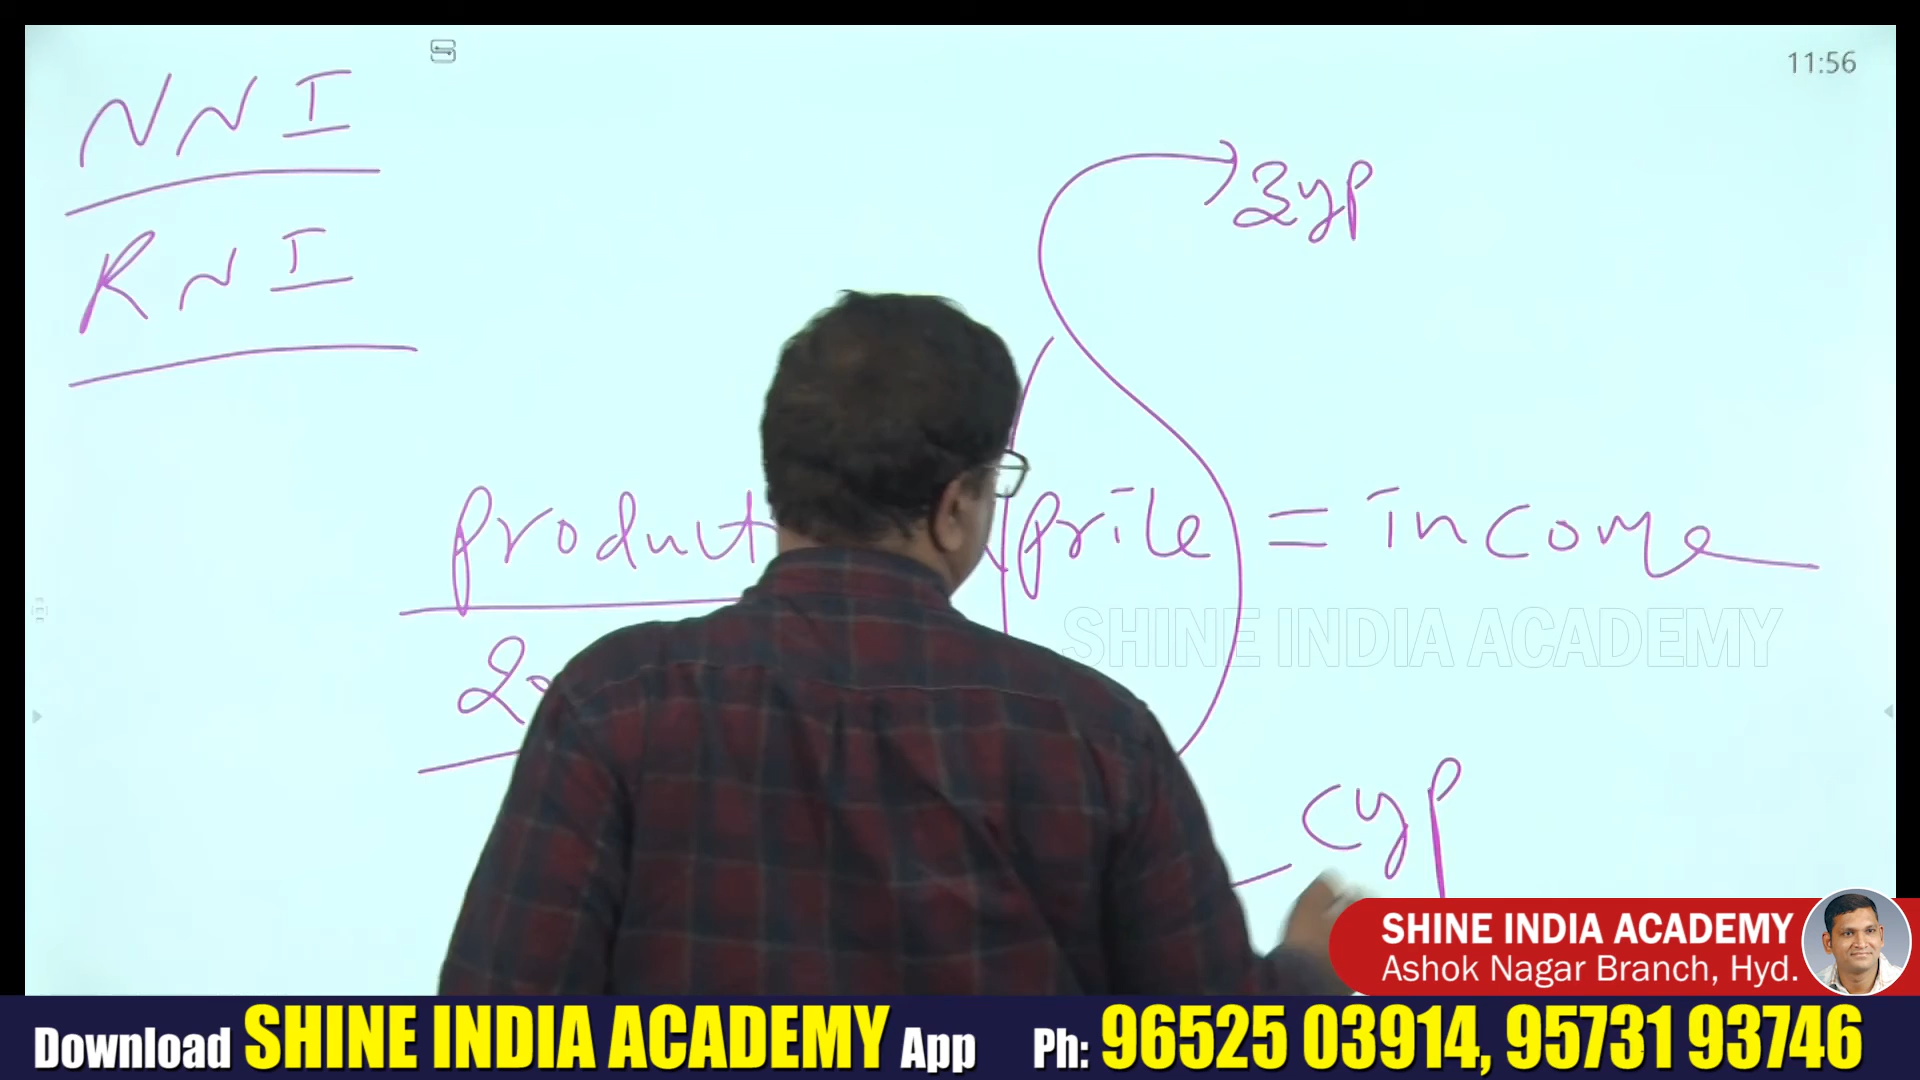 11:56
NNI
RNI
Byp
product price = income
SHINE INDIA ACADEMY
cyp
SHINE INDIA ACADEMY
Ashok Nagar Branch, Hyd.
Download SHINE INDIA ACADEMY App Ph: 96525 03914, 95731 93746